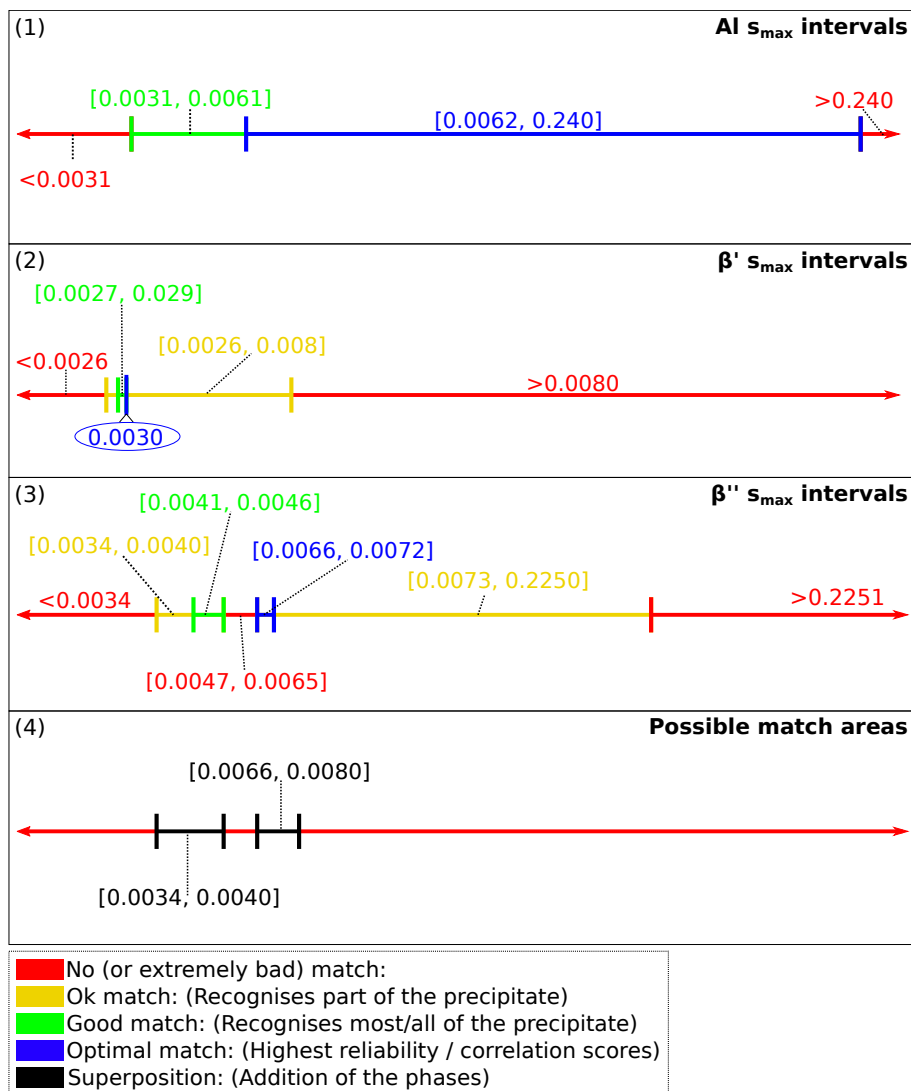 (1)
Al smax intervals
[0.0031, 0.0061]
>0.240
[0.0062, 0.240]
<0.0031
(2)
β' smax intervals
[0.0027, 0.029]
[0.0026, 0.008]
<0.0026
>0.0080
0.0030
(3)
β'' smax intervals
[0.0041, 0.0046]
[0.0034, 0.0040]
[0.0066, 0.0072]
[0.0073, 0.2250]
<0.0034
>0.2251
[0.0047, 0.0065]
(4)
Possible match areas
[0.0066, 0.0080]
[0.0034, 0.0040]
No (or extremely bad) match:
Ok match: (Recognises part of the precipitate)
Good match: (Recognises most/all of the precipitate)
Optimal match: (Highest reliability / correlation scores)
Superposition: (Addition of the phases)